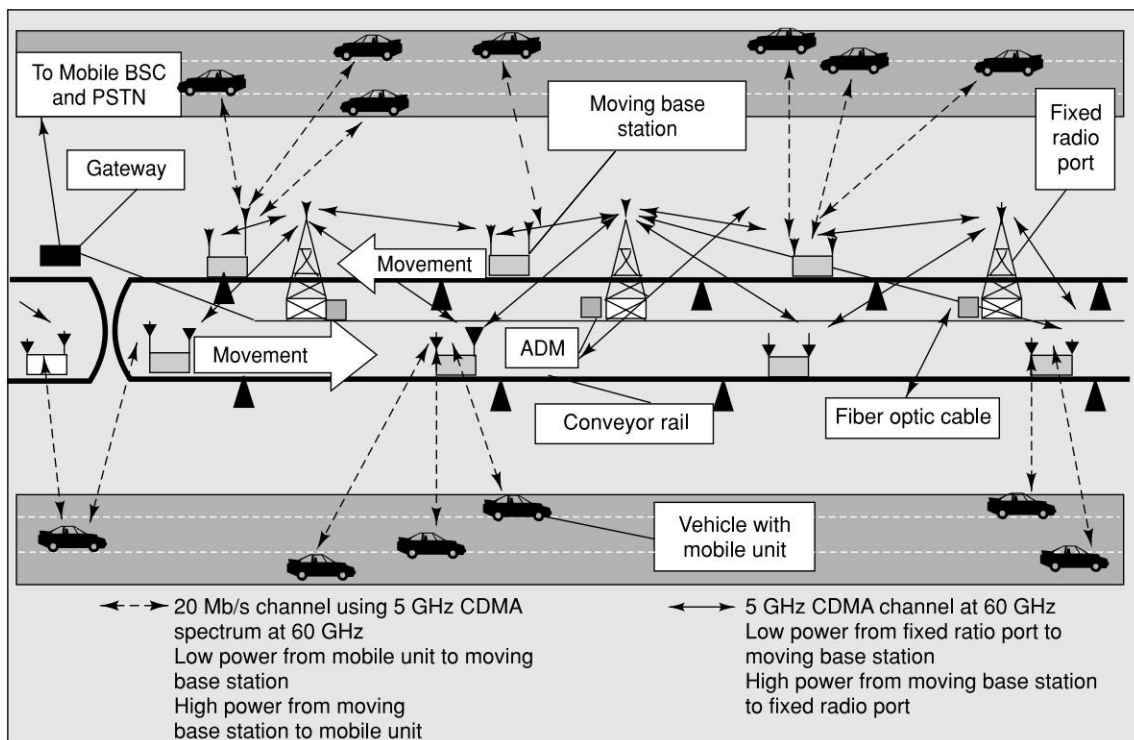 To Mobile BSC
and PSTN
Moving base
station
Fixed
radio
port
Gateway
Movement
Movement
ADM
Conveyor rail
Fiber optic cable
Vehicle with
mobile unit
20 Mb/s channel using 5 GHz CDMA
spectrum at 60 GHz
Low power from mobile unit to moving
base station
High power from moving
base station to mobile unit
5 GHz CDMA channel at 60 GHz
Low power from fixed ratio port to
moving base station
High power from moving base station
to fixed radio port